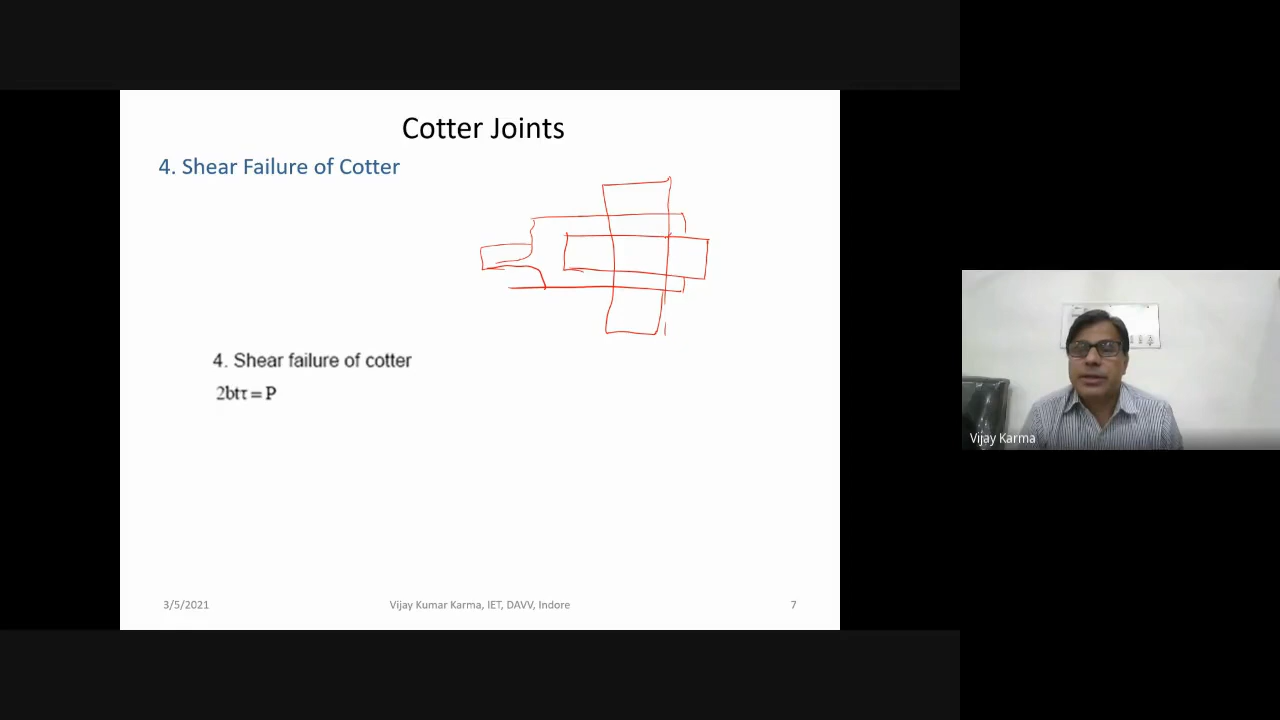 Cotter Joints
4. Shear Failure of Cotter
4. Shear failure of cotter
2btτ = P
Vijay Karma
3/5/2021
Vijay Kumar Karma, IET, DAVV, Indore
7